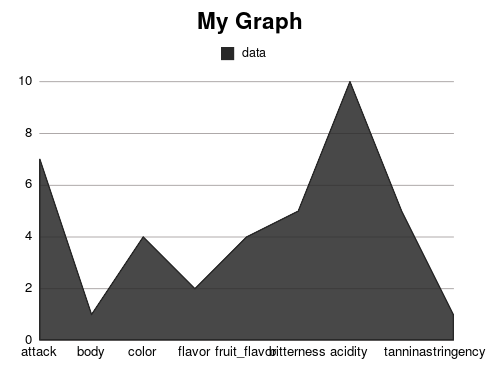 My Graph
data
10
8
6
4
2
0
attack body color flavor fruit_flavor bitterness acidity tannin astringency